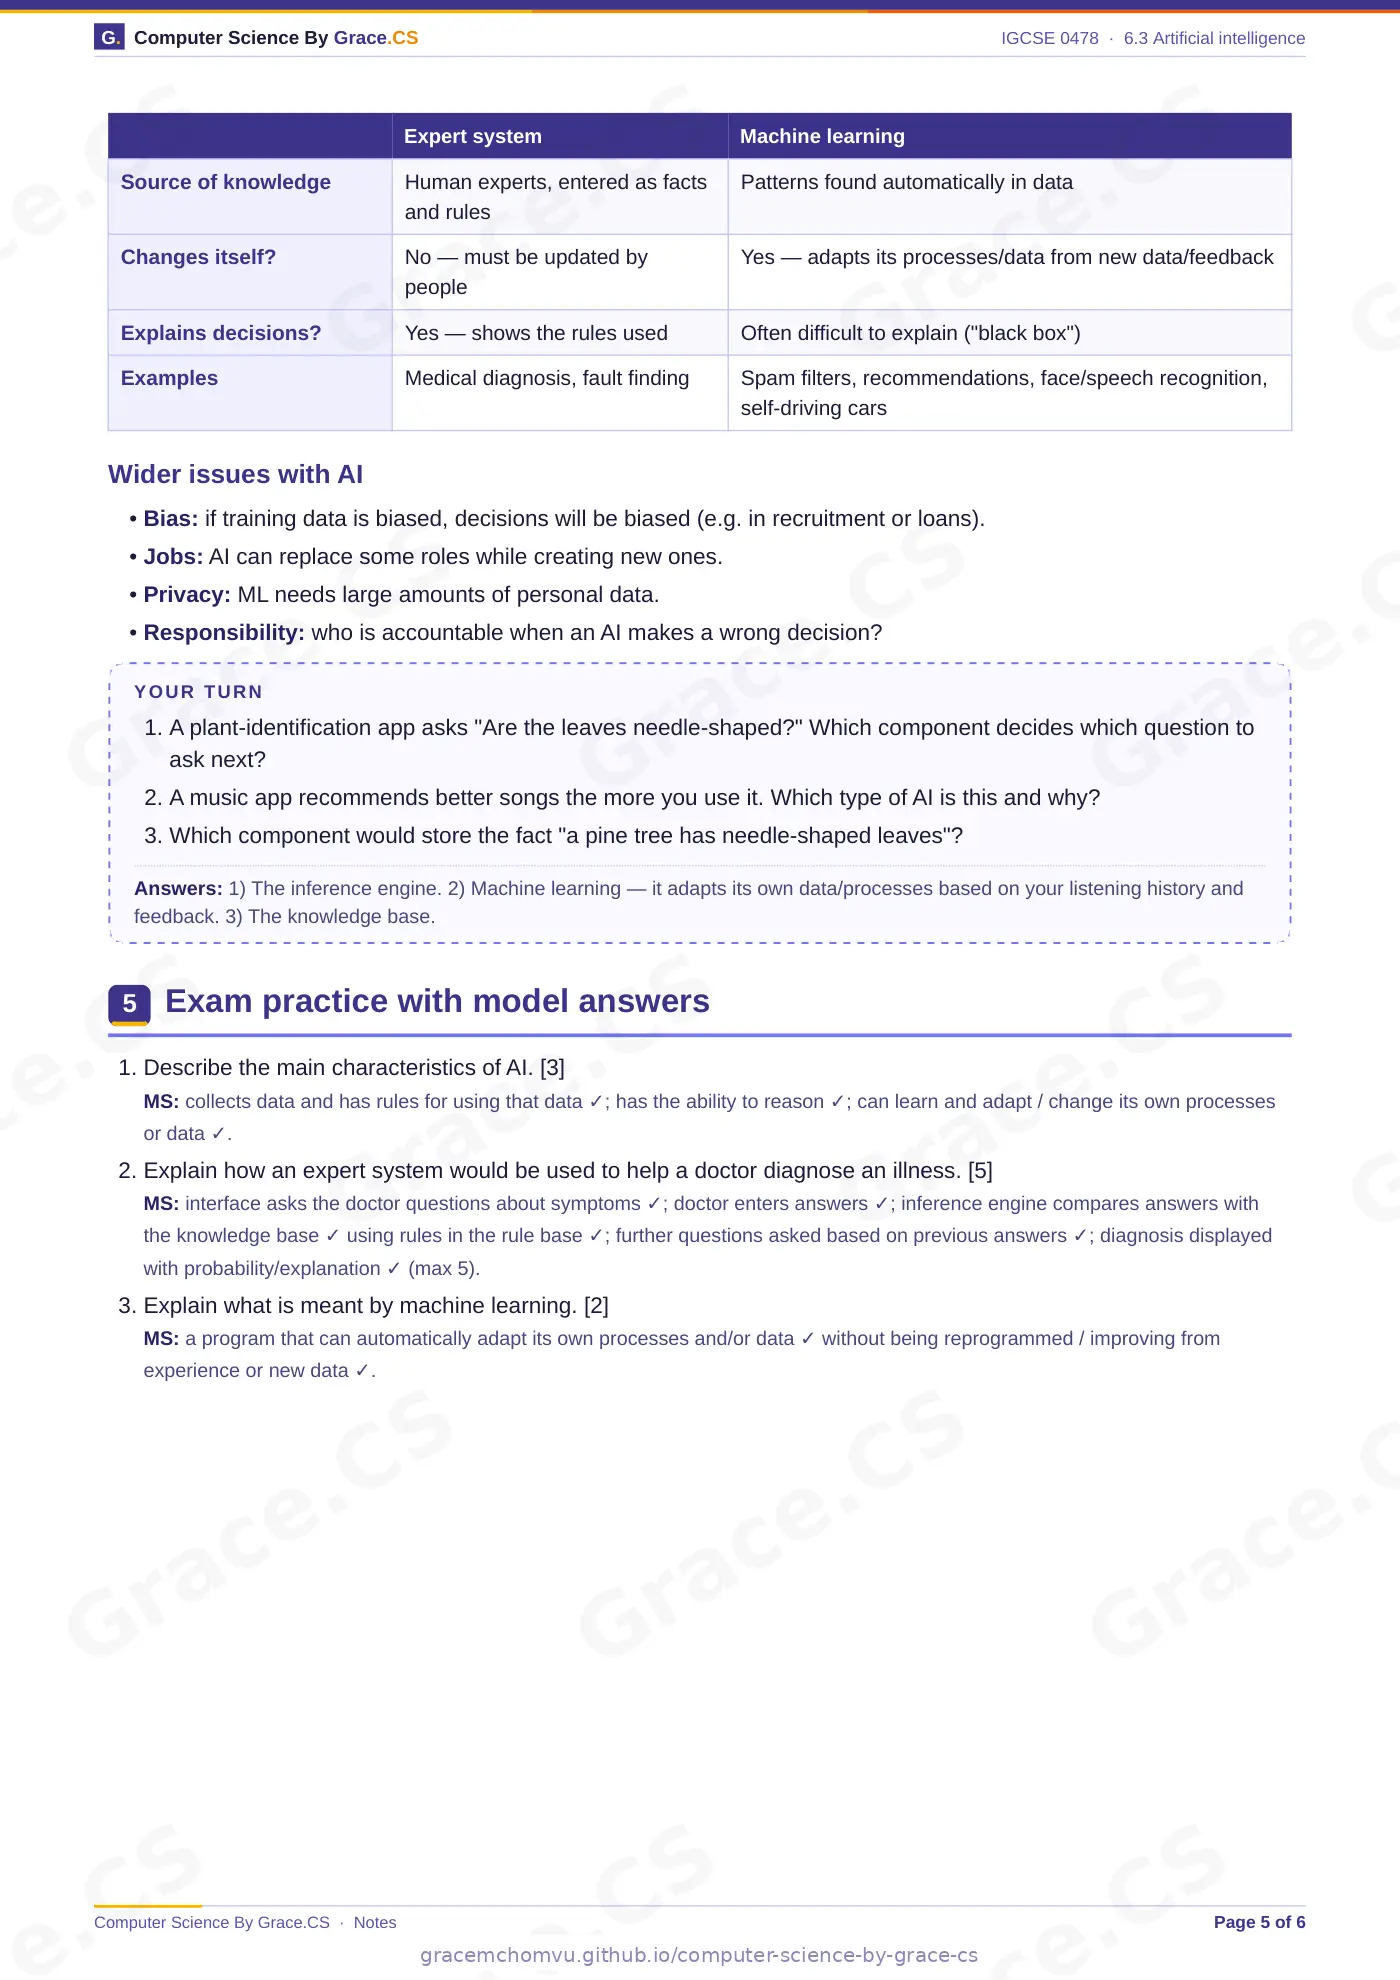 G. Computer Science By Grace.CS
IGCSE 0478 · 6.3 Artificial intelligence
Expert system
Machine learning
Source of knowledge
Human experts, entered as facts
and rules
Patterns found automatically in data
Changes itself?
No — must be updated by
people
Yes — adapts its processes/data from new data/feedback
Explains decisions?
Yes — shows the rules used
Often difficult to explain ("black box")
Examples
Medical diagnosis, fault finding
Spam filters, recommendations, face/speech recognition,
self-driving cars
Wider issues with AI
• Bias: if training data is biased, decisions will be biased (e.g. in recruitment or loans).
• Jobs: AI can replace some roles while creating new ones.
• Privacy: ML needs large amounts of personal data.
• Responsibility: who is accountable when an AI makes a wrong decision?
YOUR TURN
1. A plant-identification app asks "Are the leaves needle-shaped?" Which component decides which question to
ask next?
2. A music app recommends better songs the more you use it. Which type of AI is this and why?
3. Which component would store the fact "a pine tree has needle-shaped leaves"?
Answers: 1) The inference engine. 2) Machine learning — it adapts its own data/processes based on your listening history and
feedback. 3) The knowledge base.
5 Exam practice with model answers
1. Describe the main characteristics of AI. [3]
MS: collects data and has rules for using that data ✓; has the ability to reason ✓; can learn and adapt / change its own processes
or data ✓.
2. Explain how an expert system would be used to help a doctor diagnose an illness. [5]
MS: interface asks the doctor questions about symptoms ✓; doctor enters answers ✓; inference engine compares answers with
the knowledge base ✓ using rules in the rule base ✓; further questions asked based on previous answers ✓; diagnosis displayed
with probability/explanation ✓ (max 5).
3. Explain what is meant by machine learning. [2]
MS: a program that can automatically adapt its own processes and/or data ✓ without being reprogrammed / improving from
experience or new data ✓.
Computer Science By Grace.CS · Notes
Page 5 of 6
gracemchomvu.github.io/computer-science-by-grace-cs